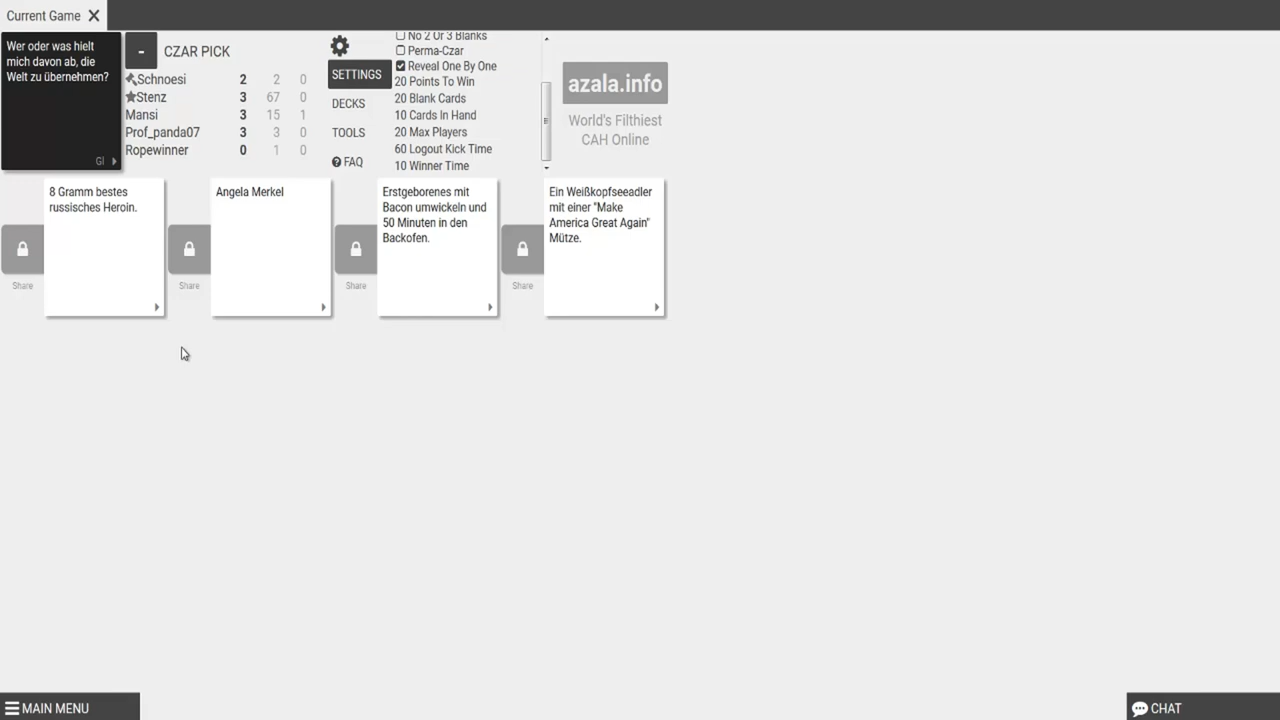 Current Game
Wer oder was hielt
mich davon ab, die
Welt zu übernehmen?
GI
-
CZAR PICK
Schnoesi 2 2 0
Stenz 3 67 0
Mansi 3 15 1
Prof_panda07 3 3 0
Ropewinner 0 1 0
SETTINGS
DECKS
TOOLS
FAQ
No 2 Or 3 Blanks
Perma-Czar
Reveal One By One
20 Points To Win
20 Blank Cards
10 Cards In Hand
20 Max Players
60 Logout Kick Time
10 Winner Time
azala.info
World's Filthiest
CAH Online
Share
8 Gramm bestes
russisches Heroin.
Share
Angela Merkel
Share
Erstgeborenes mit
Bacon umwickeln und
50 Minuten in den
Backofen.
Share
Ein Weißkopfseeadler
mit einer "Make
America Great Again"
Mütze.
MAIN MENU
CHAT